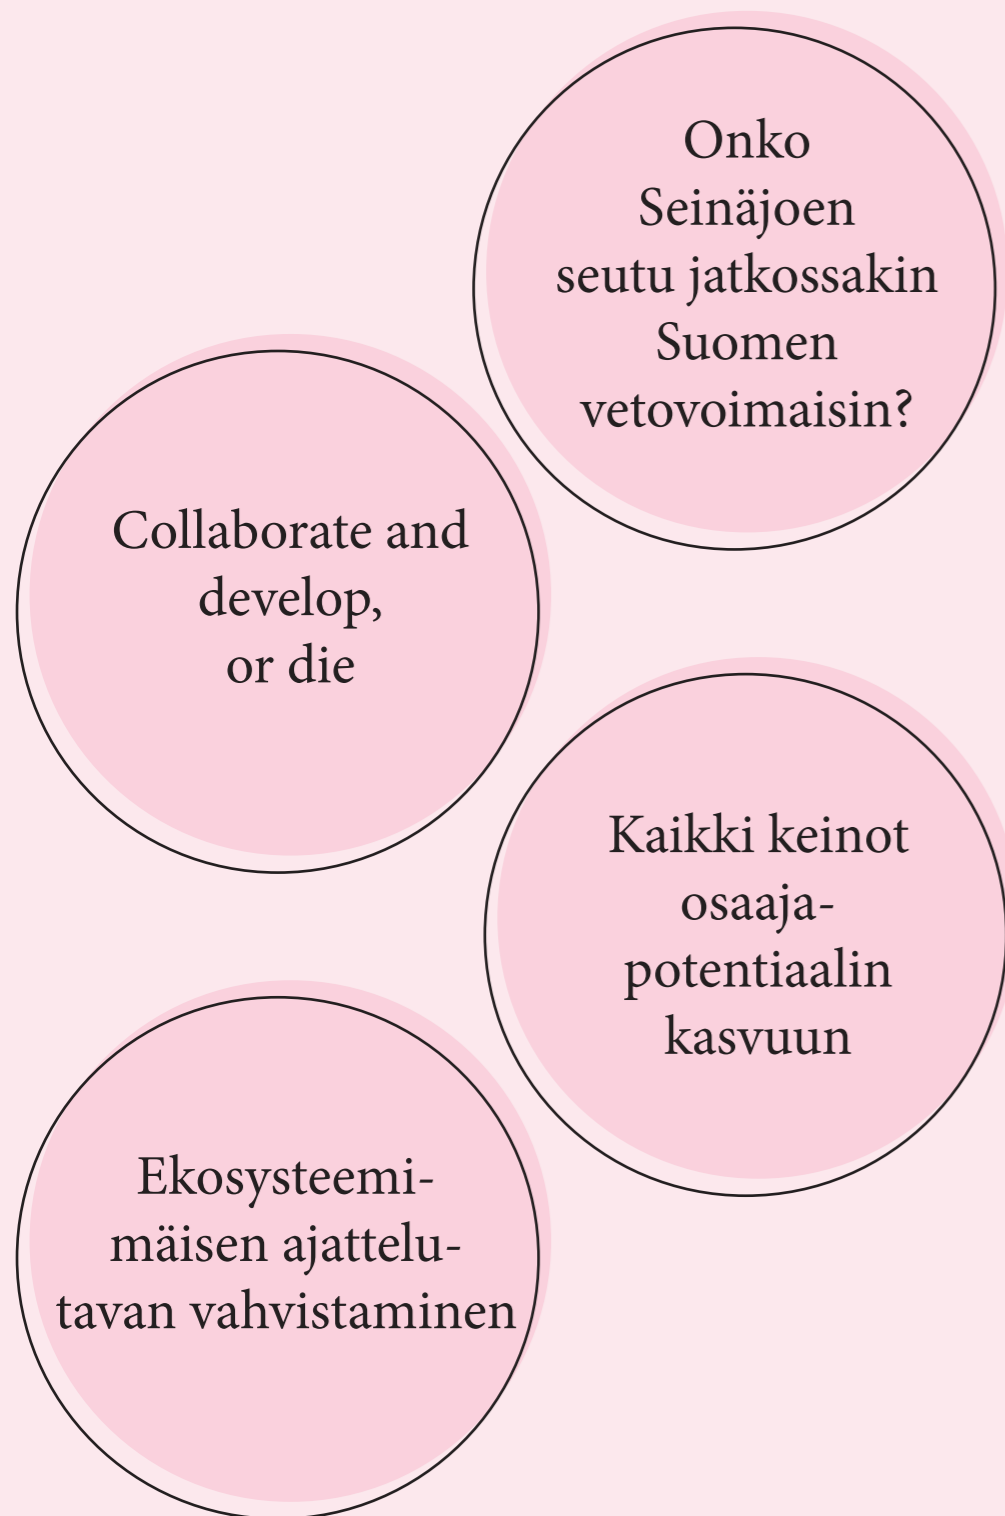 Onko
Seinäjoen
seutu jatkossakin
Suomen
vetovoimaisin?
Collaborate and
develop,
or die
Kaikki keinot
osaaja-
potentiaalin
kasvuun
Ekosysteemi-
mäisen ajattelu-
tavan vahvistaminen